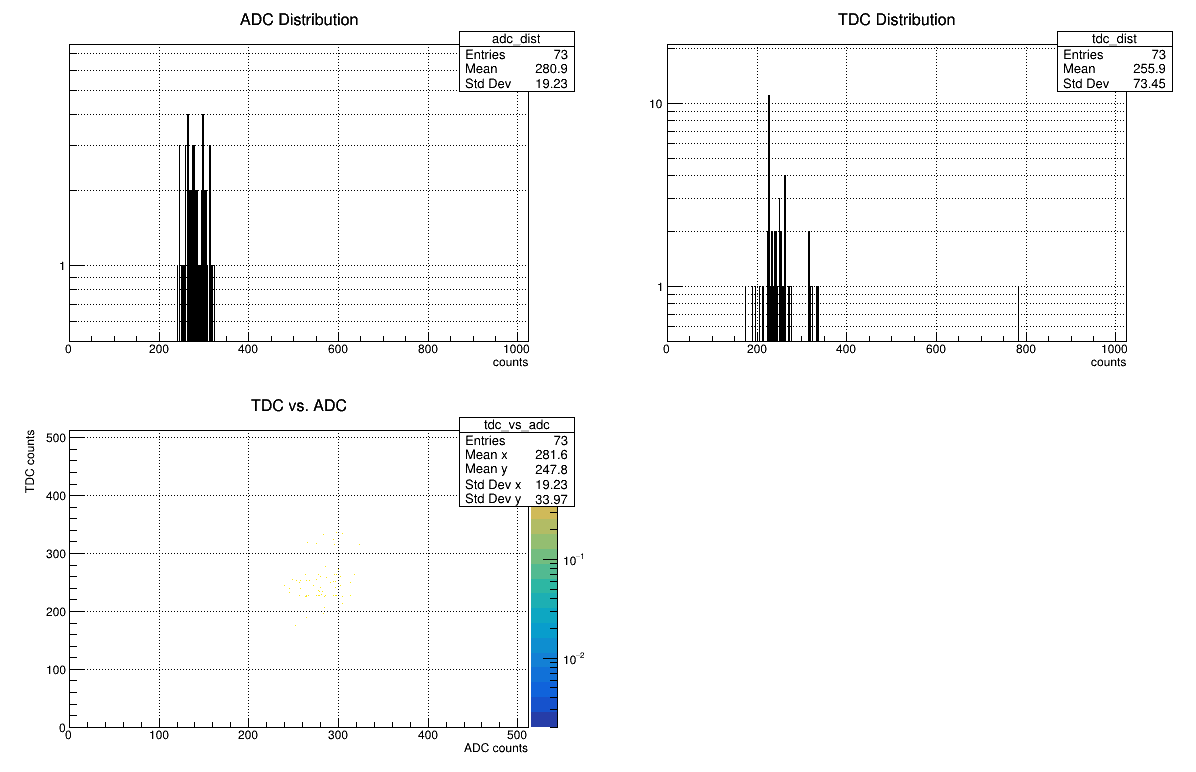 ADC Distribution
adc_dist
Entries 73
Mean 280.9
Std Dev 19.23
1
0 200 400 600 800 1000
counts
TDC Distribution
tdc_dist
Entries 73
Mean 255.9
Std Dev 73.45
10
1
0 200 400 600 800 1000
counts
TDC vs. ADC
tdc_vs_adc
Entries 73
Mean x 281.6
Mean y 247.8
Std Dev x 19.23
Std Dev y 33.97
TDC counts
500
400
300
200
100
0
0 100 200 300 400 500
ADC counts
10⁻¹
10⁻²